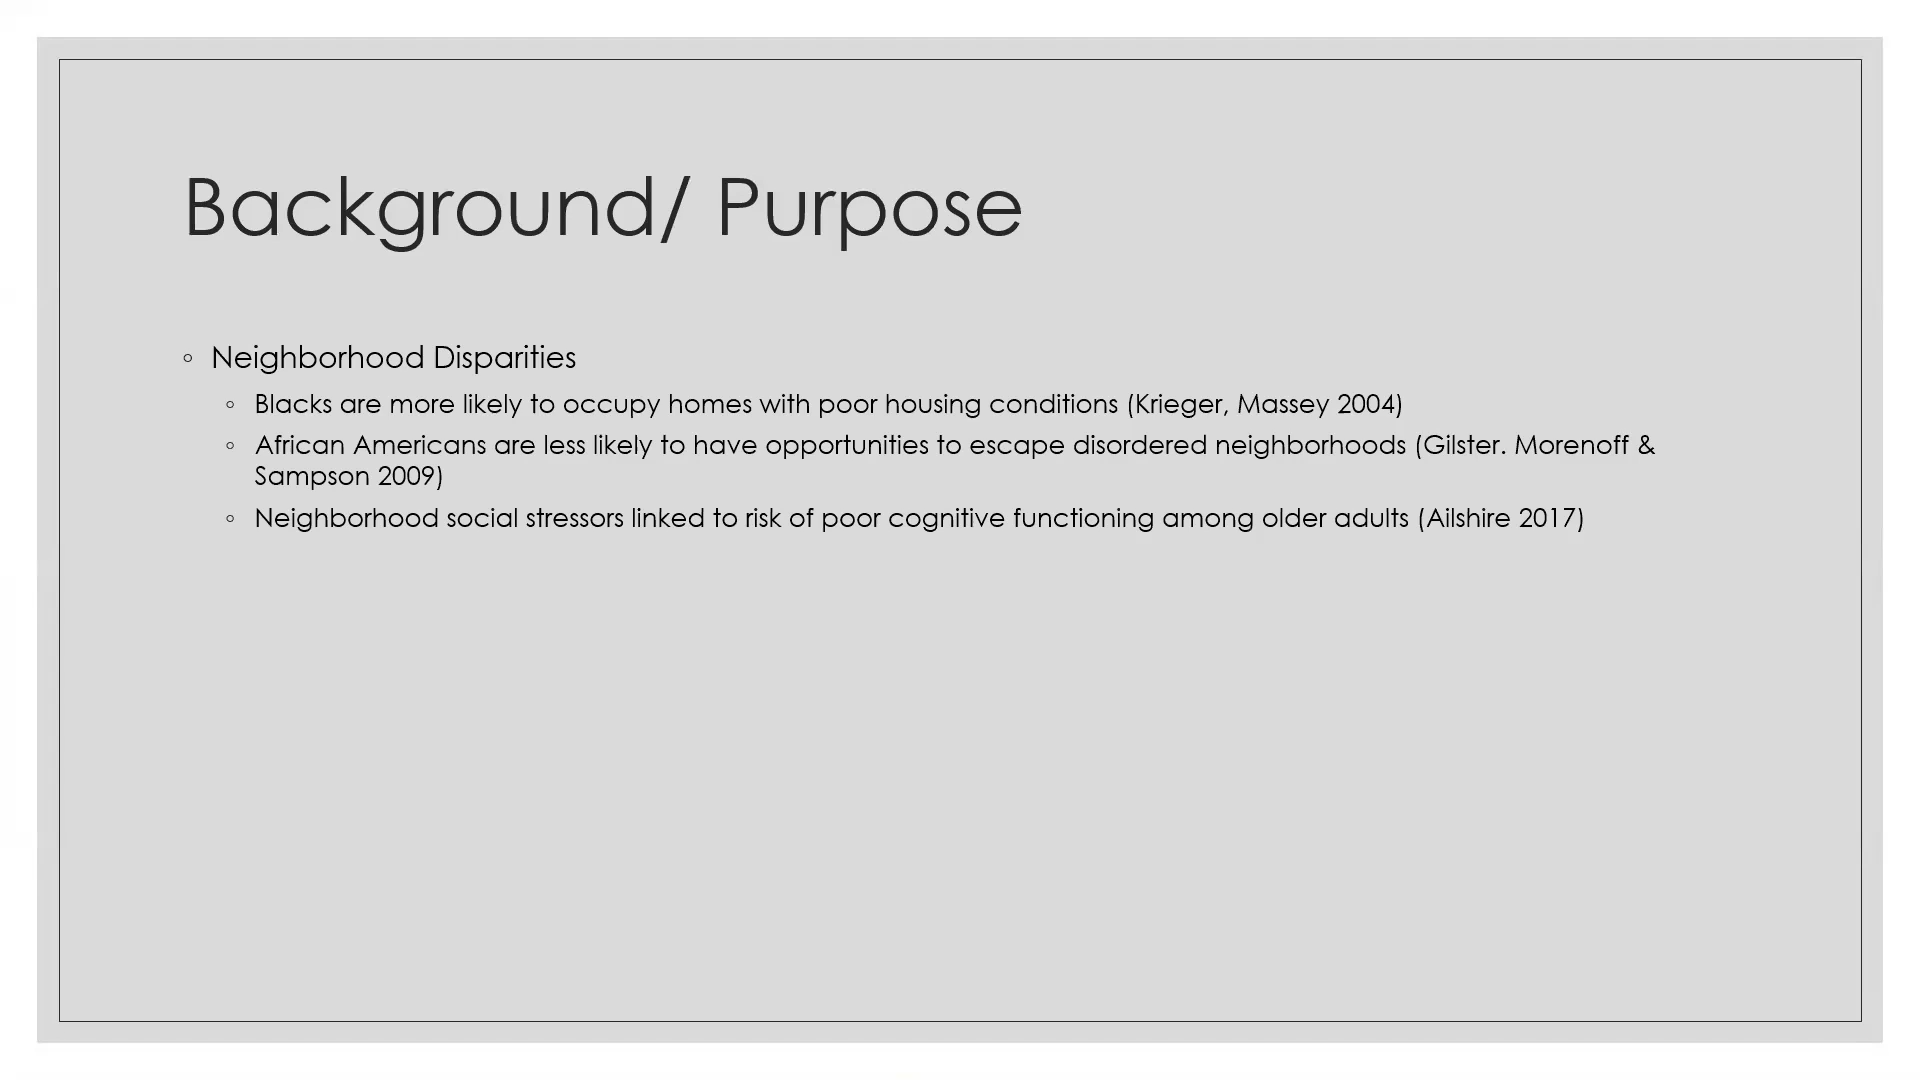 Background/ Purpose
◦ Neighborhood Disparities
◦ Blacks are more likely to occupy homes with poor housing conditions (Krieger, Massey 2004)
◦ African Americans are less likely to have opportunities to escape disordered neighborhoods (Gilster. Morenoff &
Sampson 2009)
◦ Neighborhood social stressors linked to risk of poor cognitive functioning among older adults (Ailshire 2017)